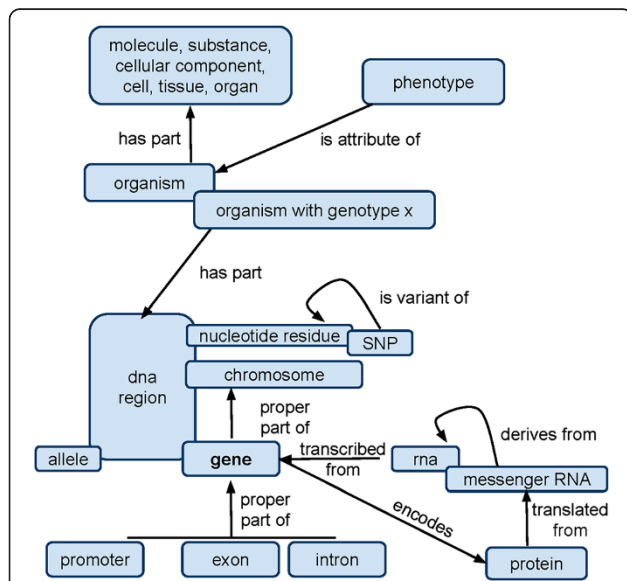 molecule, substance,
cellular component,
cell, tissue, organ
phenotype
has part
is attribute of
organism
organism with genotype x
has part
is variant of
nucleotide residue
SNP
dna
region
chromosome
proper
part of
transcribed
from
derives from
allele
gene
rna
messenger RNA
proper
part of
encodes
translated
from
promoter
exon
intron
protein